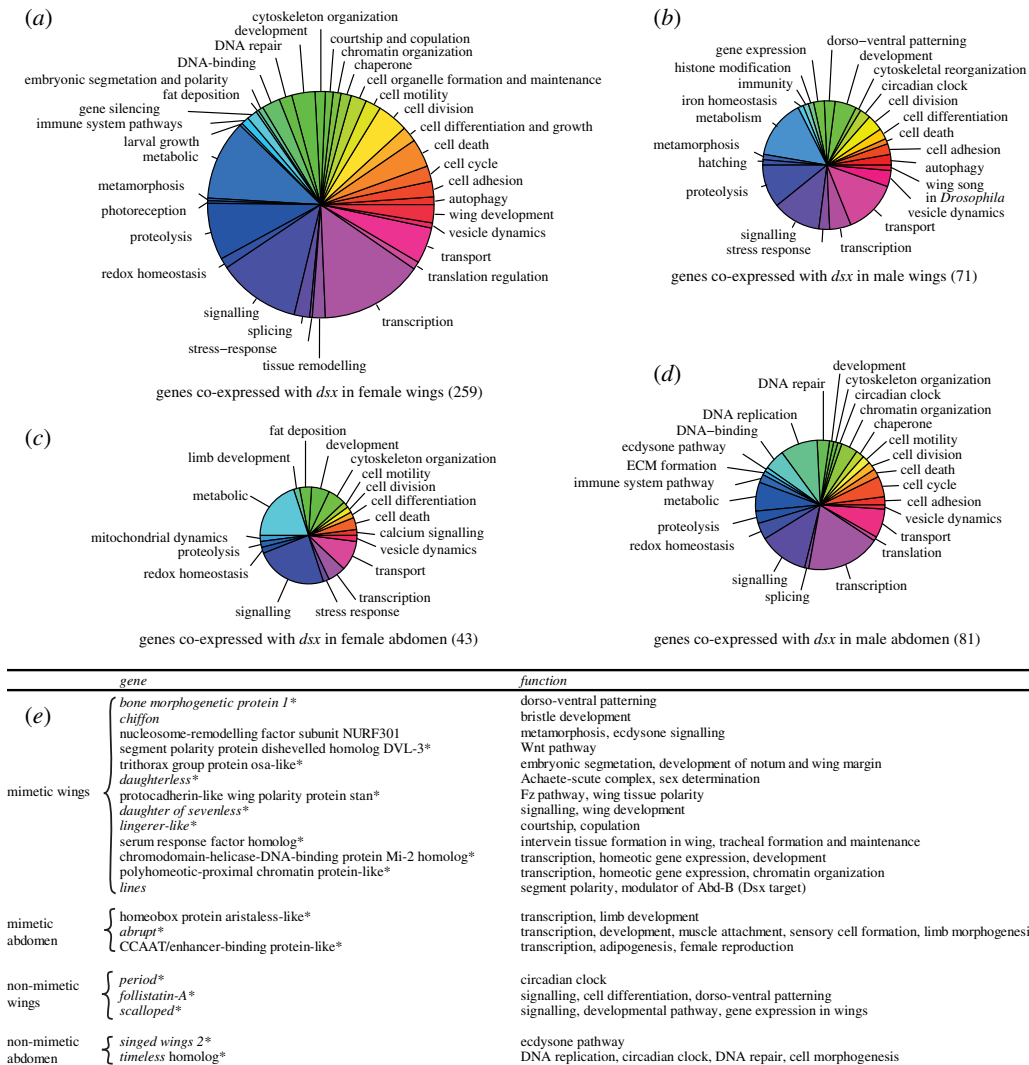 (a)
cytoskeleton organization
development
DNA repair
DNA-binding
embryonic segmetation and polarity
fat deposition
gene silencing
immune system pathways
larval growth
metabolic
metamorphosis
photoreception
proteolysis
redox homeostasis
signalling
splicing
stress−response
tissue remodelling
courtship and copulation
chromatin organization
chaperone
cell organelle formation and maintenance
cell motility
cell division
cell differentiation and growth
cell death
cell cycle
cell adhesion
autophagy
wing development
vesicle dynamics
transport
translation regulation
transcription
genes co-expressed with dsx in female wings (259)
(b)
gene expression
histone modification
immunity
iron homeostasis
metabolism
metamorphosis
hatching
proteolysis
signalling
stress response
dorso−ventral patterning
development
cytoskeletal reorganization
circadian clock
cell division
cell differentiation
cell death
cell adhesion
autophagy
wing song
in Drosophila
vesicle dynamics
transport
transcription
genes co-expressed with dsx in male wings (71)
(c)
fat deposition
limb development
metabolic
mitochondrial dynamics
proteolysis
redox homeostasis
signalling
development
cytoskeleton organization
cell motility
cell division
cell differentiation
cell death
calcium signalling
vesicle dynamics
transport
transcription
stress response
genes co-expressed with dsx in female abdomen (43)
(d)
DNA repair
DNA replication
DNA−binding
ecdysone pathway
ECM formation
immune system pathway
metabolic
proteolysis
redox homeostasis
signalling
splicing
development
cytoskeleton organization
circadian clock
chromatin organization
chaperone
cell motility
cell division
cell death
cell cycle
cell adhesion
vesicle dynamics
transport
translation
transcription
genes co-expressed with dsx in male abdomen (81)
gene function
(e)
mimetic wings
bone morphogenetic protein 1* dorso-ventral patterning
chiffon bristle development
nucleosome-remodelling factor subunit NURF301 metamorphosis, ecdysone signalling
segment polarity protein dishevelled homolog DVL-3* Wnt pathway
trithorax group protein osa-like* embryonic segmetation, development of notum and wing margin
daughterless* Achaete-scute complex, sex determination
protocadherin-like wing polarity protein stan* Fz pathway, wing tissue polarity
daughter of sevenless* signalling, wing development
lingerer-like* courtship, copulation
serum response factor homolog* intervein tissue formation in wing, tracheal formation and maintenance
chromodomain-helicase-DNA-binding protein Mi-2 homolog* transcription, homeotic gene expression, development
polyhomeotic-proximal chromatin protein-like* transcription, homeotic gene expression, chromatin organization
lines segment polarity, modulator of Abd-B (Dsx target)
mimetic
abdomen
homeobox protein aristaless-like* transcription, limb development
abrupt* transcription, development, muscle attachment, sensory cell formation, limb morphogenesi
CCAAT/enhancer-binding protein-like* transcription, adipogenesis, female reproduction
non-mimetic
wings
period* circadian clock
follistatin-A* signalling, cell differentiation, dorso-ventral patterning
scalloped* signalling, developmental pathway, gene expression in wings
non-mimetic
abdomen
singed wings 2* ecdysone pathway
timeless homolog* DNA replication, circadian clock, DNA repair, cell morphogenesis